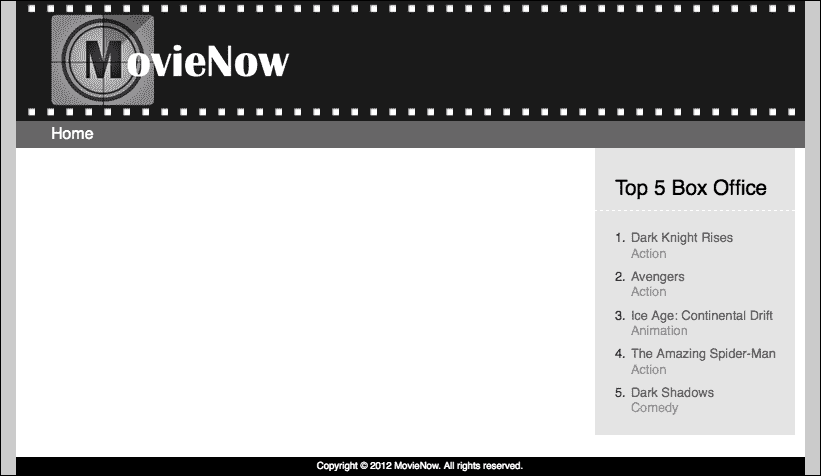 MovieNow
Home
Top 5 Box Office
1. Dark Knight Rises
Action
2. Avengers
Action
3. Ice Age: Continental Drift
Animation
4. The Amazing Spider-Man
Action
5. Dark Shadows
Comedy
Copyright © 2012 MovieNow. All rights reserved.